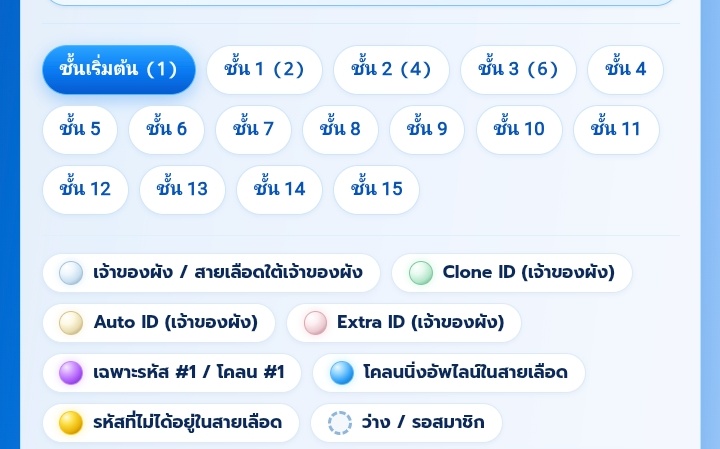 ชั้นเริ่มต้น (1) ชั้น 1 (2) ชั้น 2 (4) ชั้น 3 (6) ชั้น 4
ชั้น 5 ชั้น 6 ชั้น 7 ชั้น 8 ชั้น 9 ชั้น 10 ชั้น 11
ชั้น 12 ชั้น 13 ชั้น 14 ชั้น 15
เจ้าของผัง / สายเลือดใต้เจ้าของผัง Clone ID (เจ้าของผัง)
Auto ID (เจ้าของผัง) Extra ID (เจ้าของผัง)
เฉพาะรหัส #1 / โคลน #1 โคลนนิ่งอัพไลน์ในสายเลือด
รหัสที่ไม่ได้อยู่ในสายเลือด ว่าง / รอสมาชิก